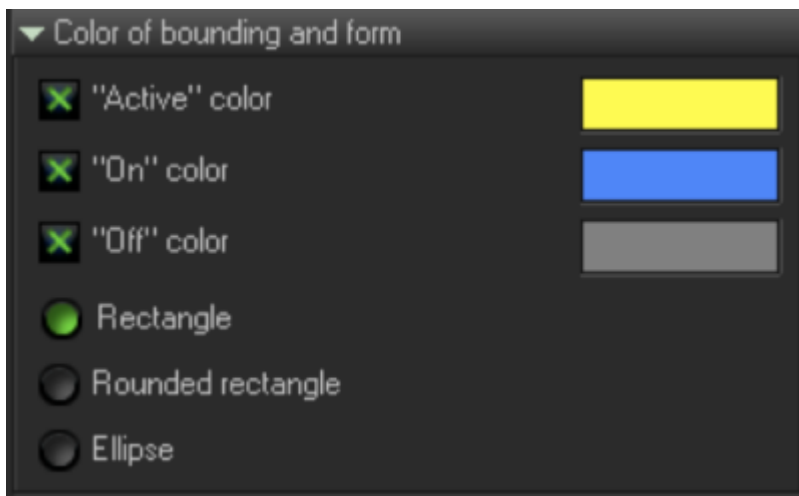 Color of bounding and form
"Active" color
"On" color
"Off" color
Rectangle
Rounded rectangle
Ellipse